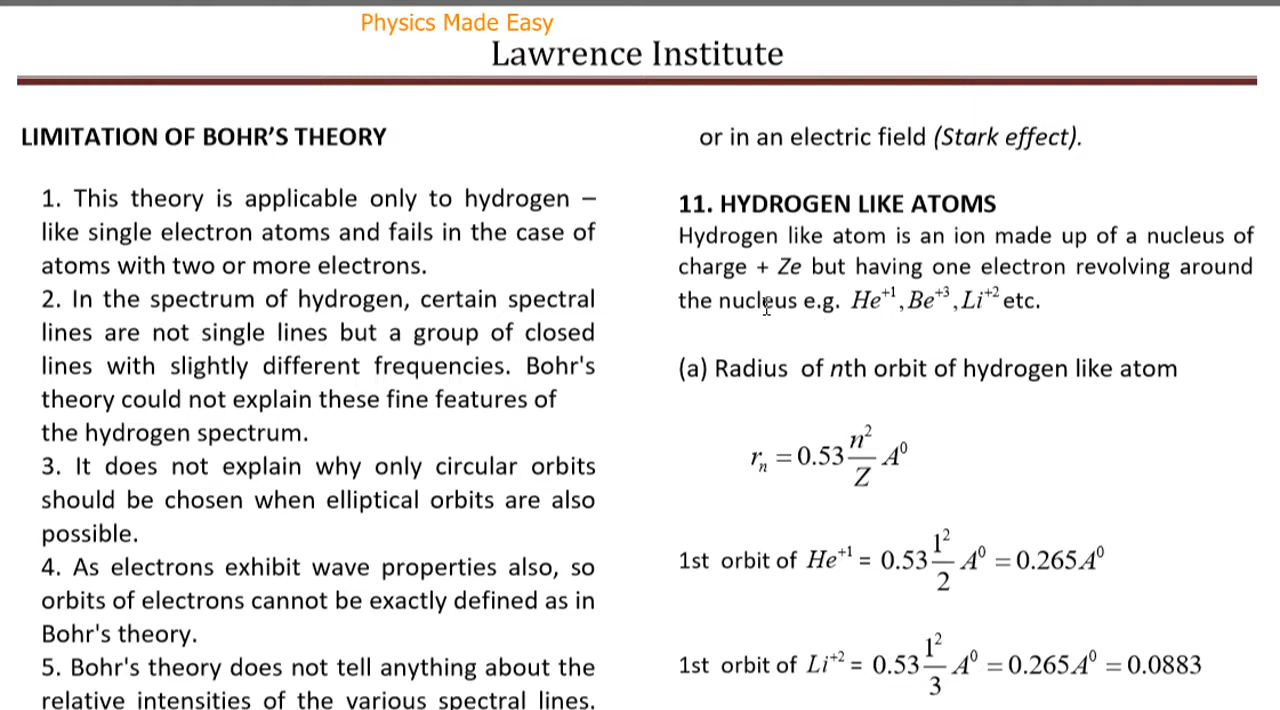 Physics Made Easy
Lawrence Institute
LIMITATION OF BOHR'S THEORY
1. This theory is applicable only to hydrogen –
like single electron atoms and fails in the case of
atoms with two or more electrons.
2. In the spectrum of hydrogen, certain spectral
lines are not single lines but a group of closed
lines with slightly different frequencies. Bohr's
theory could not explain these fine features of
the hydrogen spectrum.
3. It does not explain why only circular orbits
should be chosen when elliptical orbits are also
possible.
4. As electrons exhibit wave properties also, so
orbits of electrons cannot be exactly defined as in
Bohr's theory.
5. Bohr's theory does not tell anything about the
relative intensities of the various spectral lines.
or in an electric field (Stark effect).
11. HYDROGEN LIKE ATOMS
Hydrogen like atom is an ion made up of a nucleus of
charge + Ze but having one electron revolving around
the nucleus e.g. He⁺¹, Be⁺³, Li⁺² etc.
(a) Radius of nth orbit of hydrogen like atom
rₙ = 0.53 n²/Z A⁰
1st orbit of He⁺¹ = 0.53 1²/2 A⁰ = 0.265 A⁰
1st orbit of Li⁺² = 0.53 1²/3 A⁰ = 0.265 A⁰ = 0.0883